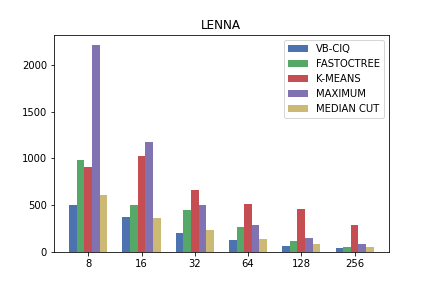 LENNA
VB-CIQ
FASTOCTREE
K-MEANS
MAXIMUM
MEDIAN CUT
2000
1500
1000
500
0
8 16 32 64 128 256